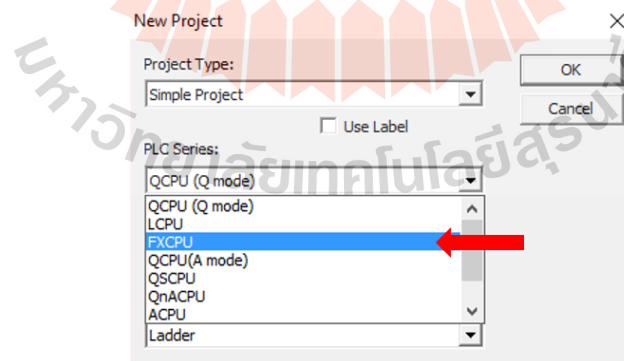 New Project
Project Type:
OK
Simple Project
Cancel
Use Label
PLC Series:
QCPU (Q mode)
QCPU (Q mode)
LCPU
FXCPU
QCPU(A mode)
QSCPU
QnACPU
ACPU
Ladder